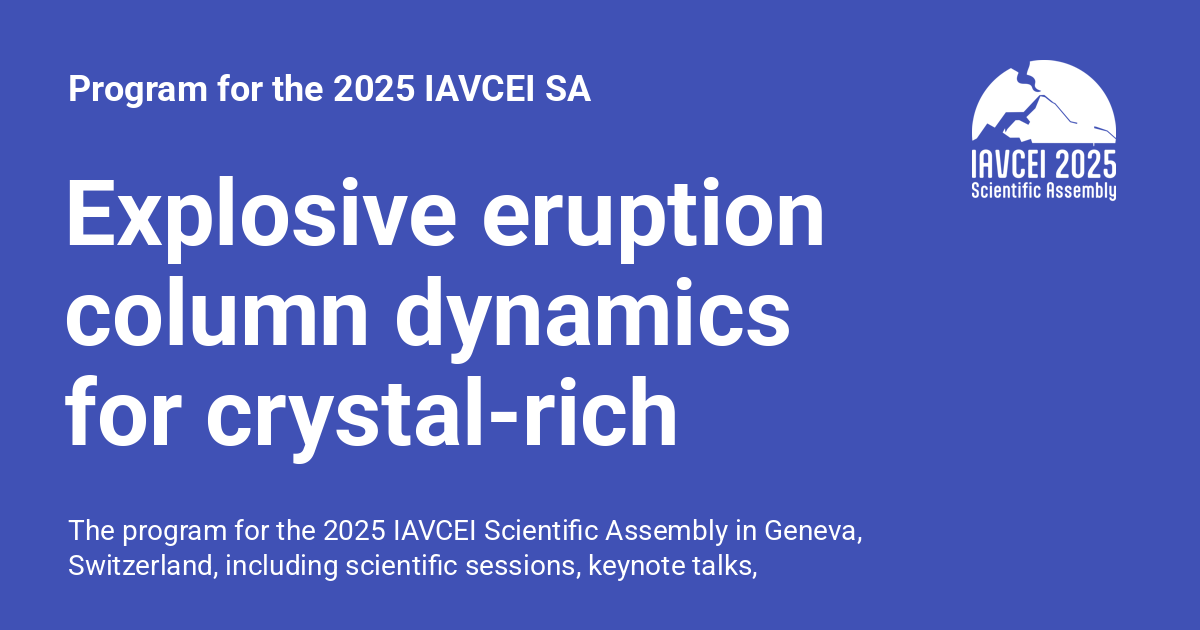 Program for the 2025 IAVCEI SA
IAVCEI 2025
Scientific Assembly
Explosive eruption
column dynamics
for crystal-rich
The program for the 2025 IAVCEI Scientific Assembly in Geneva,
Switzerland, including scientific sessions, keynote talks,